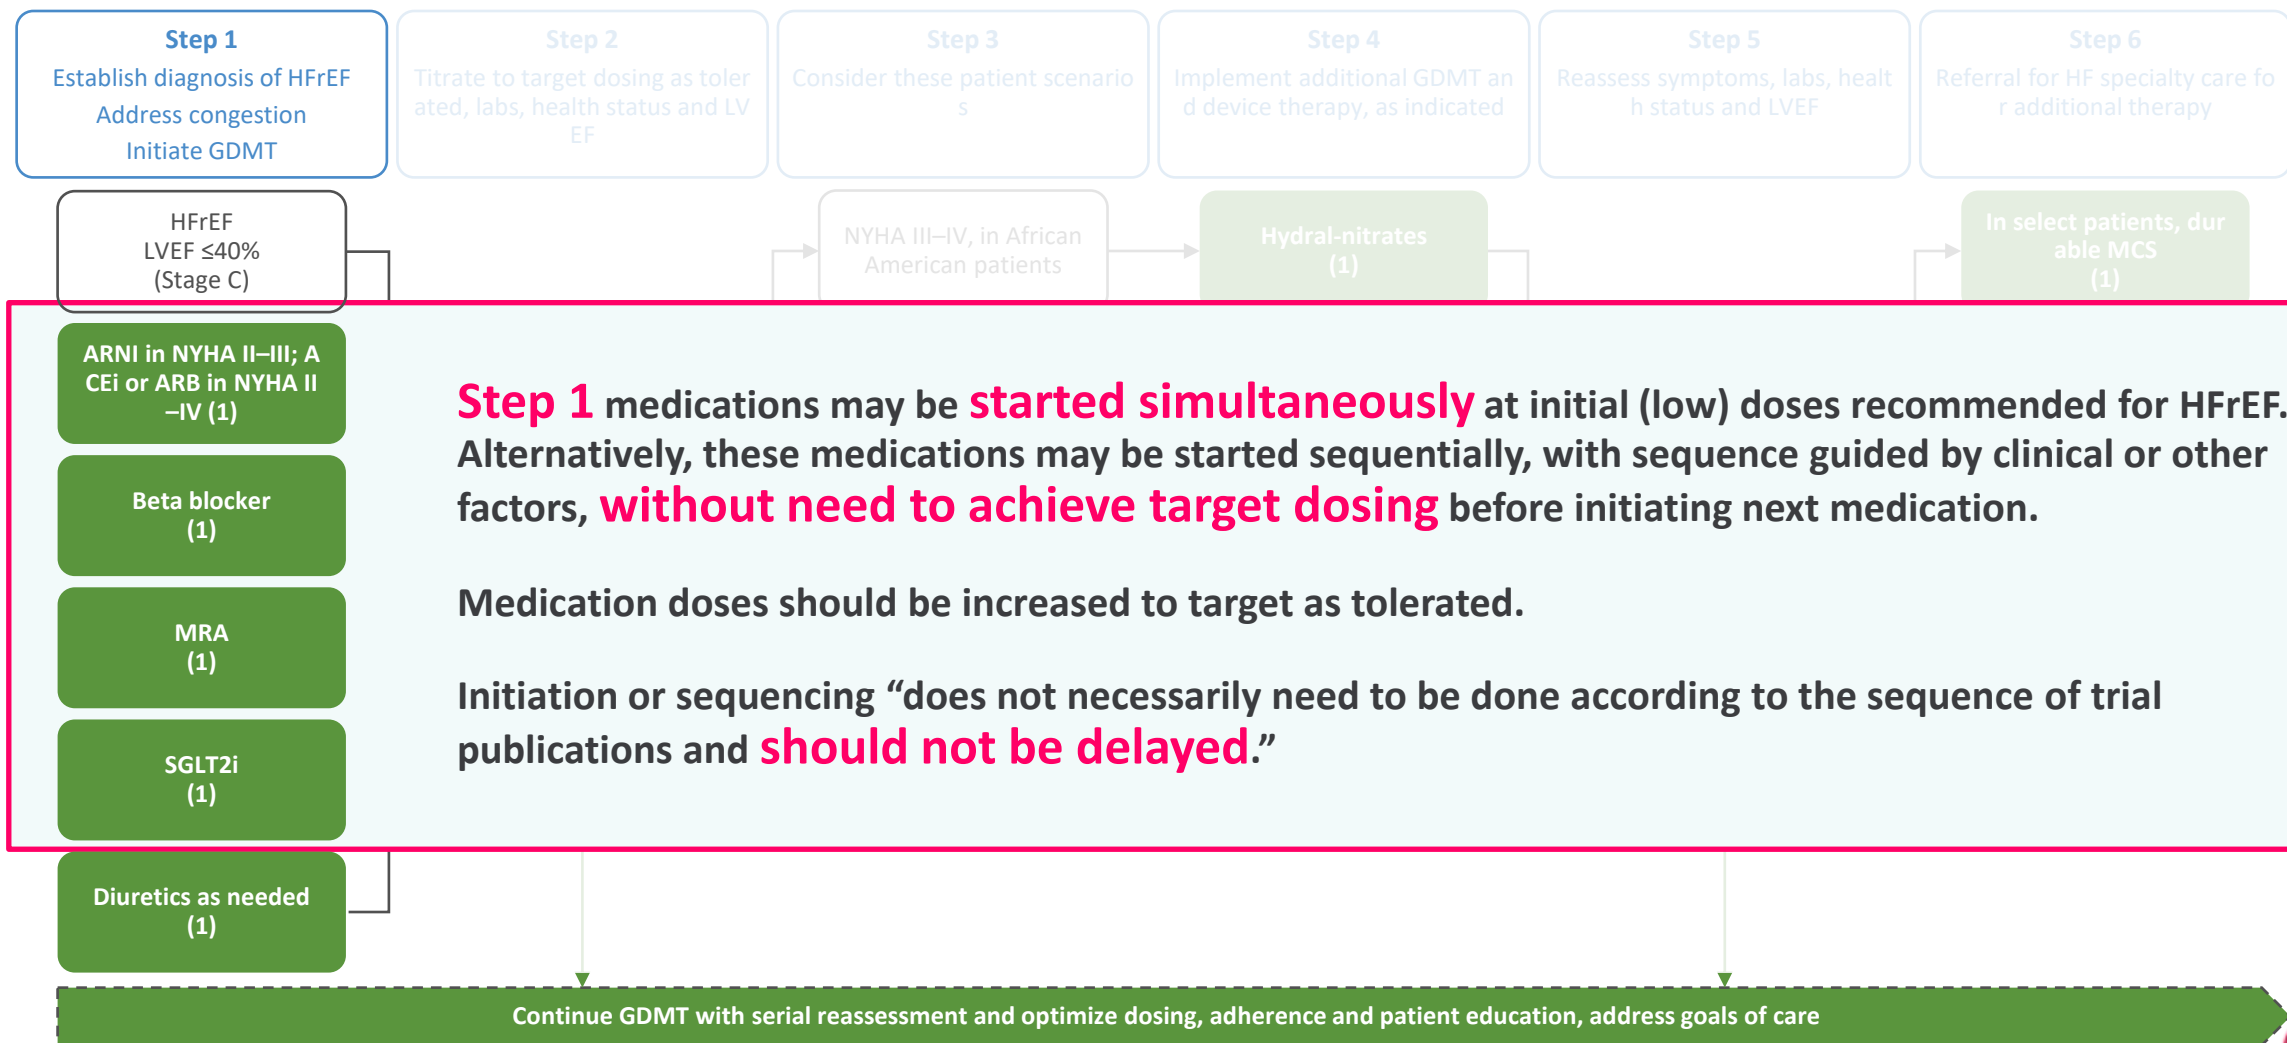 Step 1
Establish diagnosis of HFrEF
Address congestion
Initiate GDMT
Step 2
Titrate to target dosing as toler
ated, labs, health status and LV
EF
Step 3
Consider these patient scenario
s
Step 4
Implement additional GDMT an
d device therapy, as indicated
Step 5
Reassess symptoms, labs, healt
h status and LVEF
Step 6
Referral for HF specialty care fo
r additional therapy
HFrEF
LVEF ≤40%
(Stage C)
NYHA III–IV, in African
American patients
Hydral-nitrates
(1)
In select patients, dur
able MCS
(1)
ARNI in NYHA II–III; A
CEi or ARB in NYHA II
–IV (1)
Beta blocker
(1)
MRA
(1)
SGLT2i
(1)
Diuretics as needed
(1)
Step 1 medications may be started simultaneously at initial (low) doses recommended for HFrEF.
Alternatively, these medications may be started sequentially, with sequence guided by clinical or other
factors, without need to achieve target dosing before initiating next medication.
Medication doses should be increased to target as tolerated.
Initiation or sequencing “does not necessarily need to be done according to the sequence of trial
publications and should not be delayed.”
Continue GDMT with serial reassessment and optimize dosing, adherence and patient education, address goals of care